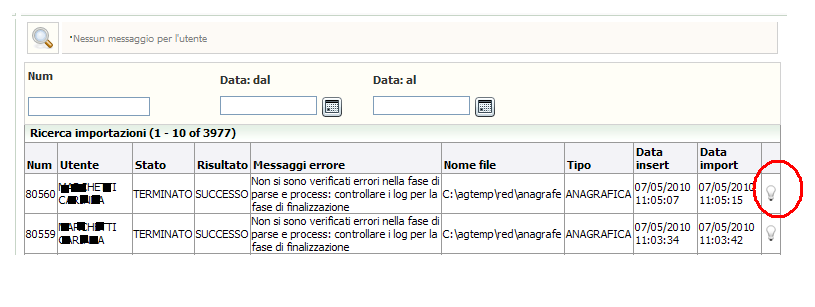 ·Nessun messaggio per l'utente
Num Data: dal Data: al
Ricerca importazioni (1 - 10 of 3977)
Num Utente Stato Risultato Messaggi errore Nome file Tipo Data insert Data import
80560 TERMINATO SUCCESSO Non si sono verificati errori nella fase di parse e process: controllare i log per la fase di finalizzazione C:\agtemp\red\anagrafe ANAGRAFICA 07/05/2010 11:05:07 07/05/2010 11:05:15
80559 TERMINATO SUCCESSO Non si sono verificati errori nella fase di parse e process: controllare i log per la fase di finalizzazione C:\agtemp\red\anagrafe ANAGRAFICA 07/05/2010 11:03:34 07/05/2010 11:03:42